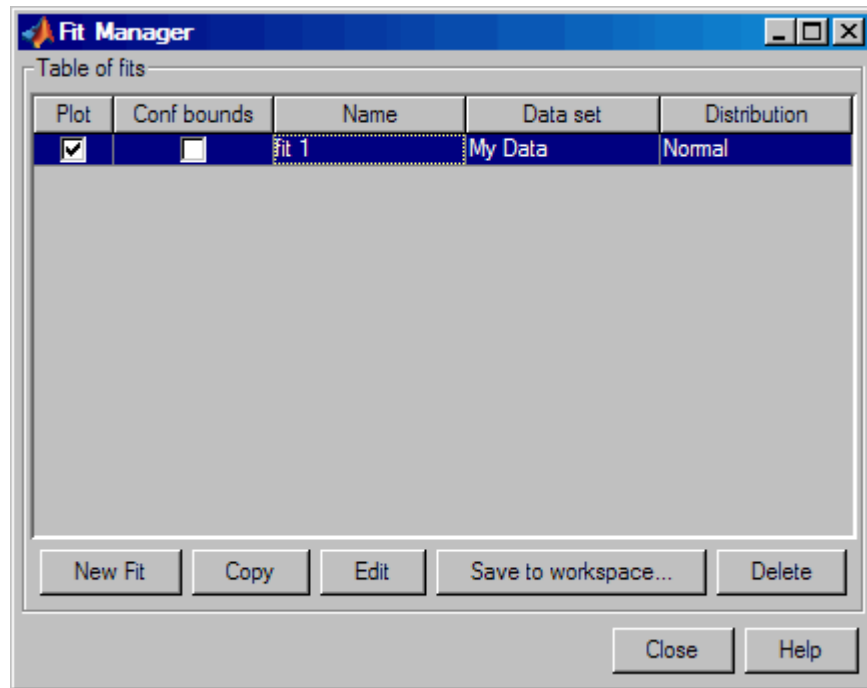 Fit Manager
Table of fits
Plot Conf bounds Name Data set Distribution
fit 1 My Data Normal
New Fit Copy Edit Save to workspace... Delete
Close Help